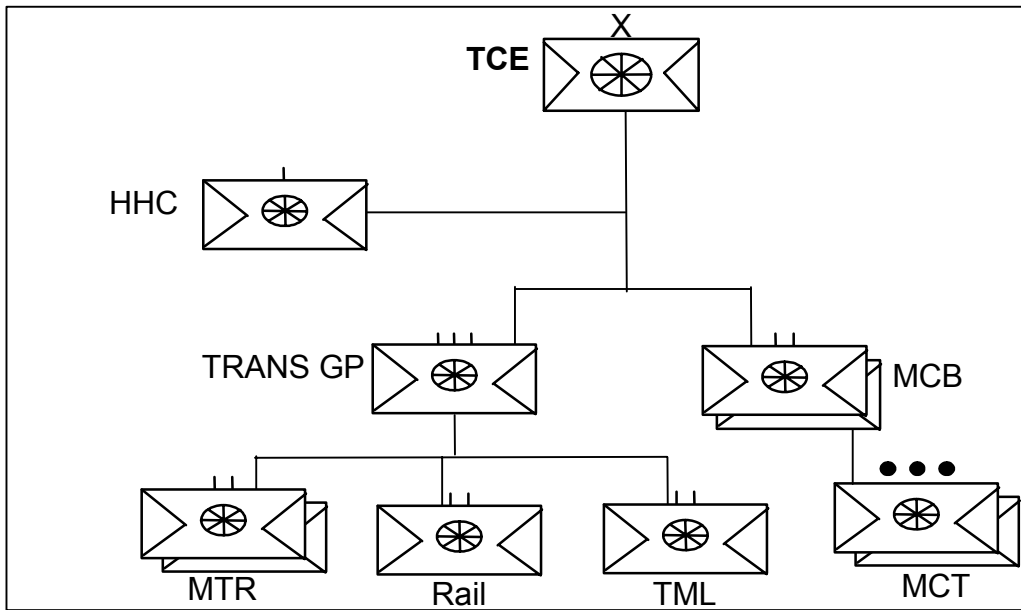 X
TCE
HHC
TRANS GP
MCB
MTR
Rail
TML
MCT